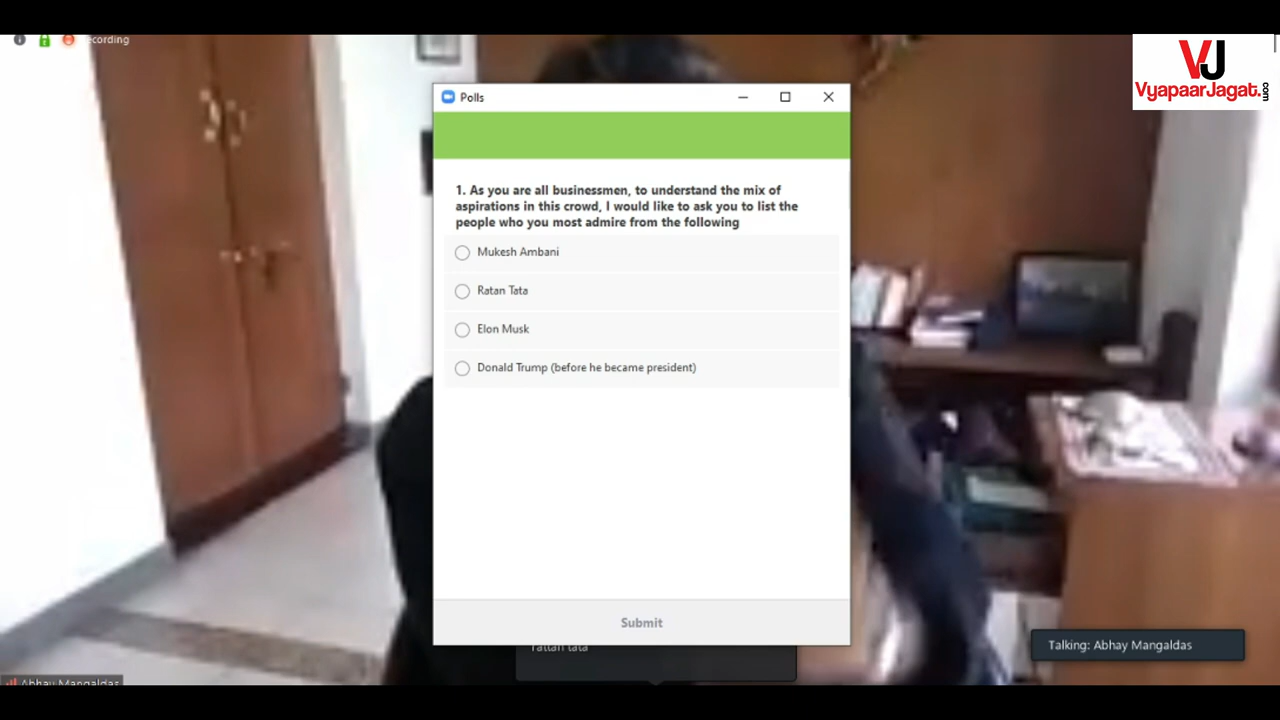 ecording
VJ
VyapaarJagat.com
Polls
1. As you are all businessmen, to understand the mix of
aspirations in this crowd, I would like to ask you to list the
people who you most admire from the following
Mukesh Ambani
Ratan Tata
Elon Musk
Donald Trump (before he became president)
Submit
rattan tata
Talking: Abhay Mangaldas
Abhay Mangaldas